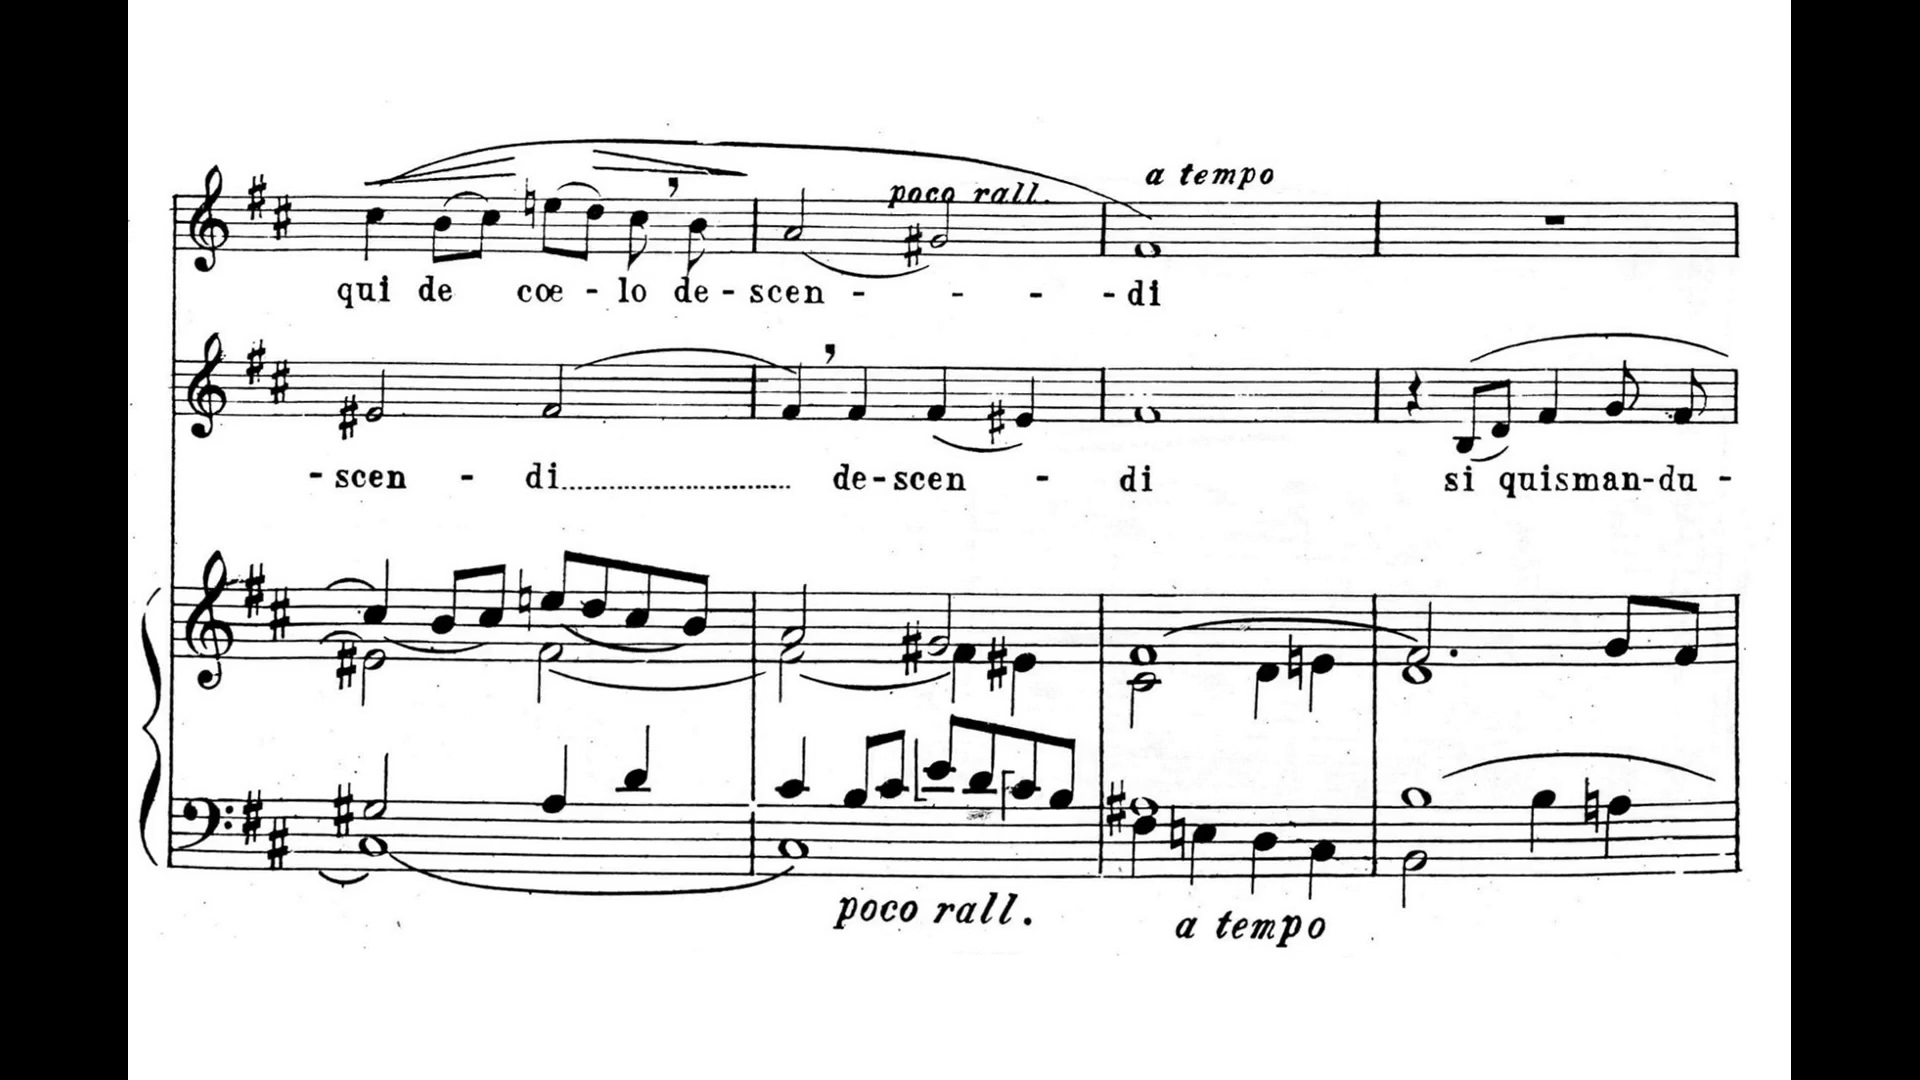 a tempo
poco rall.
qui de cœ - lo de - scen - - - - di
- scen - di.............................. de - scen - di si quisman - du -
poco rall.
a tempo